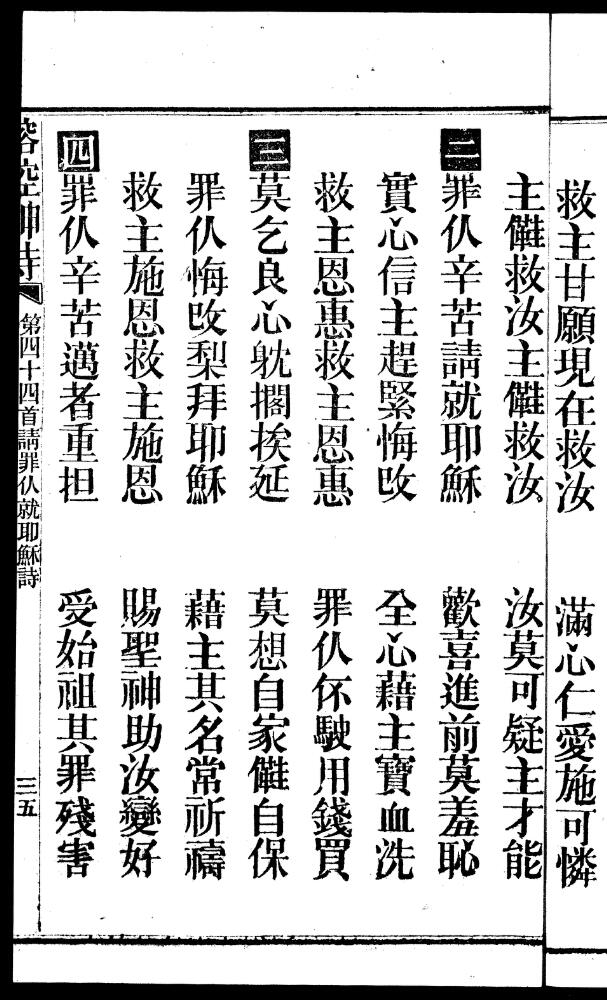 救主甘願現在救汝 滿心仁愛施可憐
主㒕救汝主㒕救汝 汝莫可疑主才能
二 罪仈辛苦請就耶穌 歡喜進前莫羞恥
實心信主趕緊悔改 全心藉主寶血洗
救主恩惠救主恩惠 罪仈伓駛用錢買
三 莫乞良心躭擱挨延 莫想自家㒕自保
罪仈悔改梨拜耶穌 藉主其名常祈禱
救主施恩救主施恩 賜聖神助汝變好
四 罪仈辛苦邁者重担 受始祖其罪殘害
榕空神詩 第四十四首請罪仈就耶穌詩 三五